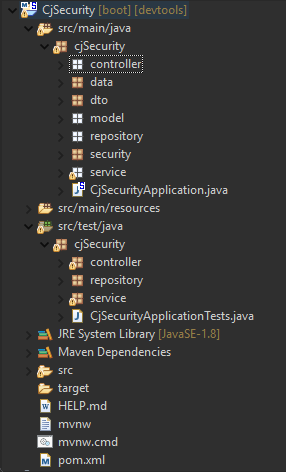 CjSecurity [boot] [devtools]
src/main/java
cjSecurity
controller
data
dto
model
repository
security
service
CjSecurityApplication.java
src/main/resources
src/test/java
cjSecurity
controller
repository
service
CjSecurityApplicationTests.java
JRE System Library [JavaSE-1.8]
Maven Dependencies
src
target
HELP.md
mvnw
mvnw.cmd
pom.xml